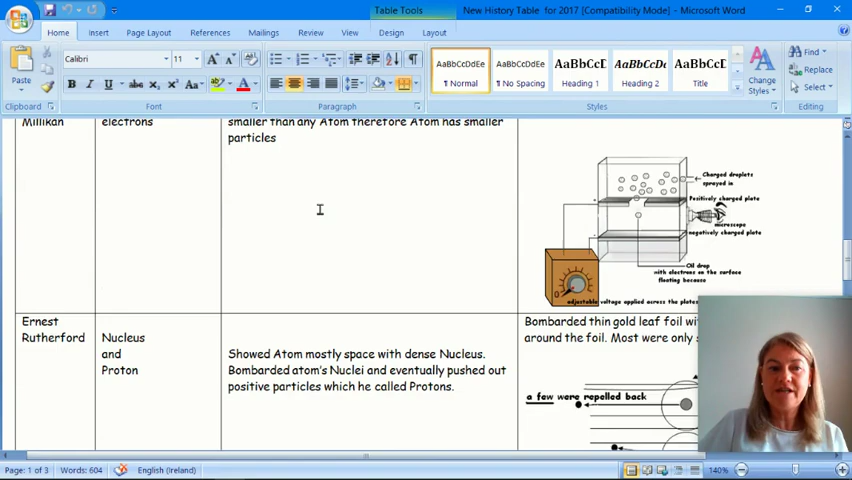 Table Tools
New History Table for 2017 [Compatibility Mode] - Microsoft Word
Home
Insert
Page Layout
References
Mailings
Review
View
Design
Layout
Paste
Clipboard
Calibri
11
Font
Paragraph
AaBbCcDc
¶ Normal
AaBbCcDc
¶ No Spacing
AaBbCcD
Heading 1
AaBbCcD
Heading 2
AaBbCcD
Title
Styles
Change
Styles
Find
Replace
Select
Editing
Millikan
electrons
smaller than any Atom therefore Atom has smaller
particles
Charged droplets
sprayed in
Positively charged plate
microscope
negatively charged plate
Oil drop
with electrons on the surface
floating because
adjustable voltage applied across the plates
0
Ernest
Rutherford
Nucleus
and
Proton
Showed Atom mostly space with dense Nucleus.
Bombarded atom's Nuclei and eventually pushed out
positive particles which he called Protons.
Bombarded thin gold leaf foil
around the foil. Most were only
a few were repelled back
Page: 1 of 3
Words: 604
English (Ireland)
140%